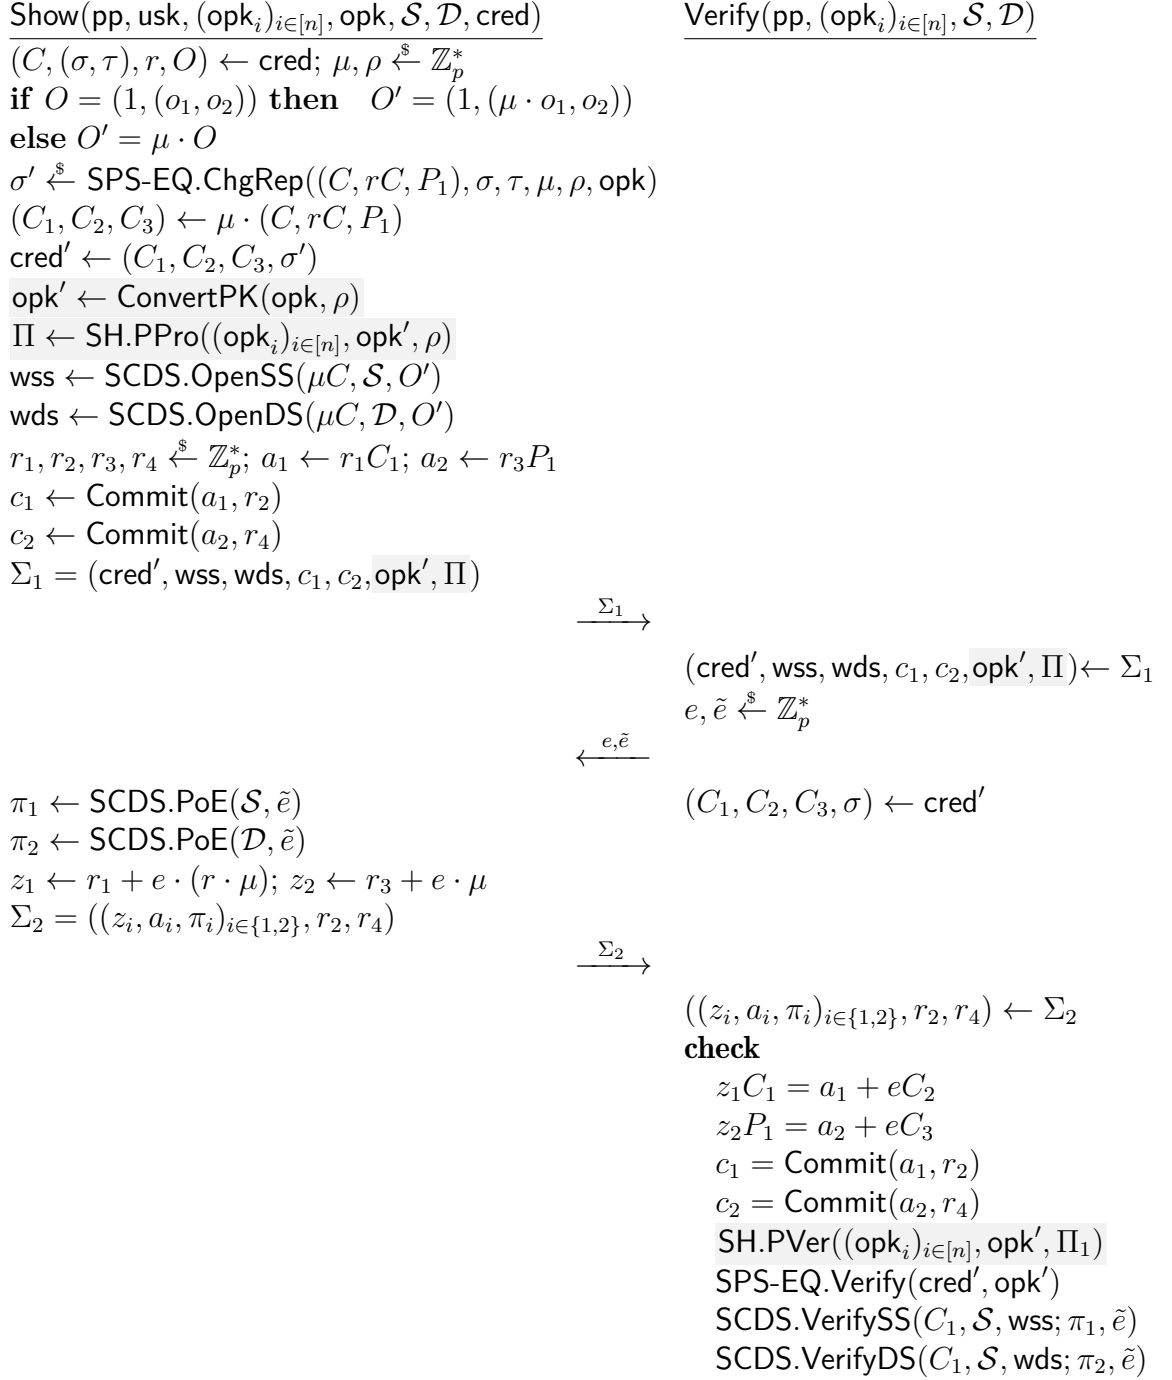 Show(pp, usk, (opk_i)_{i∈[n]}, opk, 𝒮, 𝒟, cred)
Verify(pp, (opk_i)_{i∈[n]}, 𝒮, 𝒟)
(C, (σ, τ), r, O) ← cred; μ, ρ ←$ ℤ_p^*
if O = (1, (o_1, o_2)) then O′ = (1, (μ · o_1, o_2))
else O′ = μ · O
σ′ ←$ SPS-EQ.ChgRep((C, rC, P_1), σ, τ, μ, ρ, opk)
(C_1, C_2, C_3) ← μ · (C, rC, P_1)
cred′ ← (C_1, C_2, C_3, σ′)
opk′ ← ConvertPK(opk, ρ)
Π ← SH.PPro((opk_i)_{i∈[n]}, opk′, ρ)
wss ← SCDS.OpenSS(μC, 𝒮, O′)
wds ← SCDS.OpenDS(μC, 𝒟, O′)
r_1, r_2, r_3, r_4 ←$ ℤ_p^*; a_1 ← r_1C_1; a_2 ← r_3P_1
c_1 ← Commit(a_1, r_2)
c_2 ← Commit(a_2, r_4)
Σ_1 = (cred′, wss, wds, c_1, c_2, opk′, Π)
Σ_1 →
(cred′, wss, wds, c_1, c_2, opk′, Π) ← Σ_1
e, ẽ ←$ ℤ_p^*
← e, ẽ
π_1 ← SCDS.PoE(𝒮, ẽ)
(C_1, C_2, C_3, σ) ← cred′
π_2 ← SCDS.PoE(𝒟, ẽ)
z_1 ← r_1 + e · (r · μ); z_2 ← r_3 + e · μ
Σ_2 = ((z_i, a_i, π_i)_{i∈{1,2}}, r_2, r_4)
Σ_2 →
((z_i, a_i, π_i)_{i∈{1,2}}, r_2, r_4) ← Σ_2
check
z_1C_1 = a_1 + eC_2
z_2P_1 = a_2 + eC_3
c_1 = Commit(a_1, r_2)
c_2 = Commit(a_2, r_4)
SH.PVer((opk_i)_{i∈[n]}, opk′, Π_1)
SPS-EQ.Verify(cred′, opk′)
SCDS.VerifySS(C_1, 𝒮, wss; π_1, ẽ)
SCDS.VerifyDS(C_1, 𝒮, wds; π_2, ẽ)